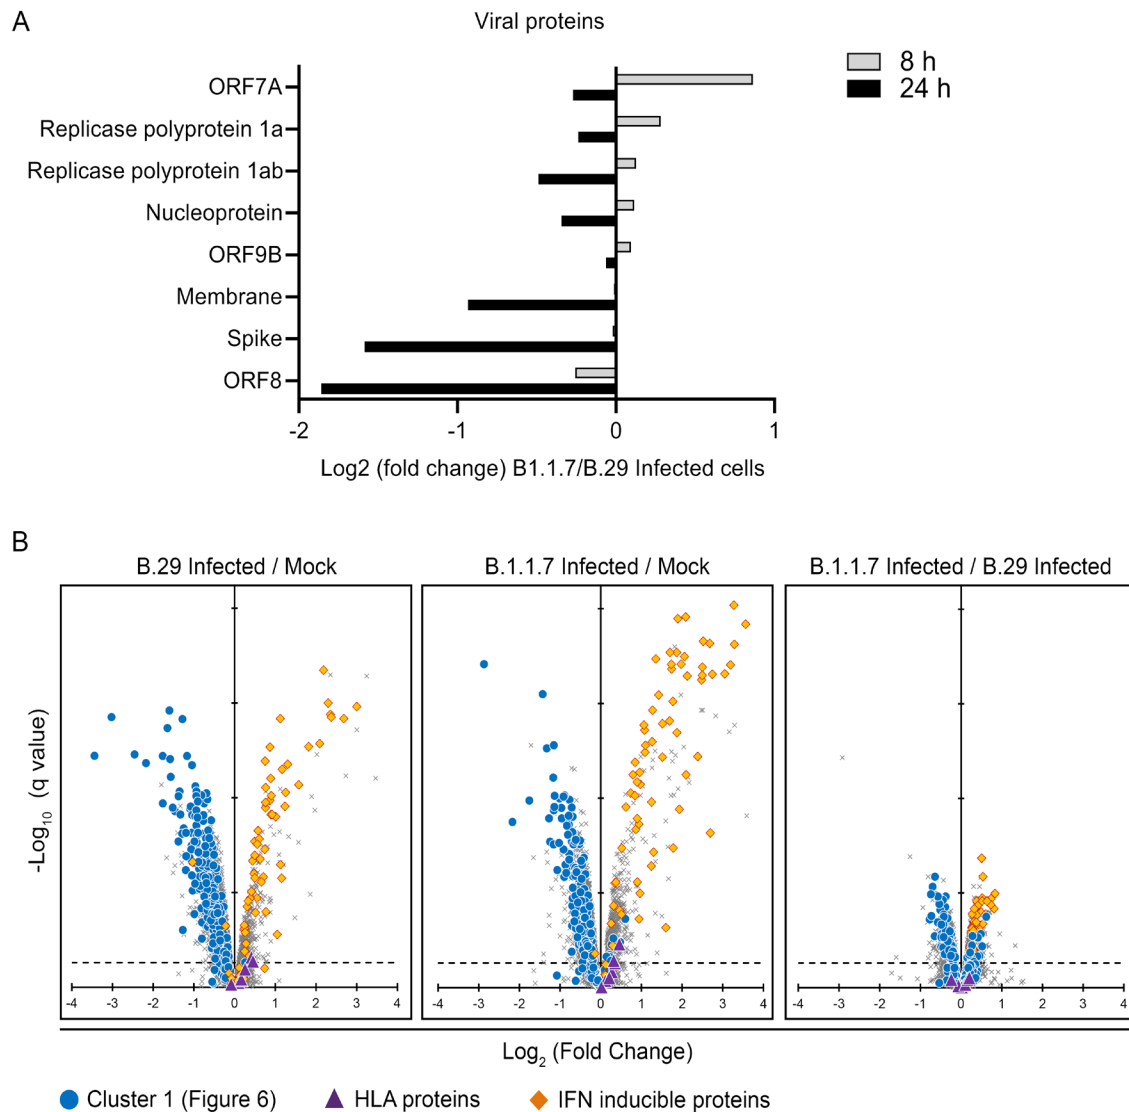 A
Viral proteins
8 h
24 h
ORF7A
Replicase polyprotein 1a
Replicase polyprotein 1ab
Nucleoprotein
ORF9B
Membrane
Spike
ORF8
-2 -1 0 1
Log2 (fold change) B1.1.7/B.29 Infected cells
B
B.29 Infected / Mock B.1.1.7 Infected / Mock B.1.1.7 Infected / B.29 Infected
-Log10 (q value)
-4 -3 -2 -1 0 1 2 3 4 -4 -3 -2 -1 0 1 2 3 4 -4 -3 -2 -1 0 1 2 3 4
Log2 (Fold Change)
Cluster 1 (Figure 6) HLA proteins IFN inducible proteins